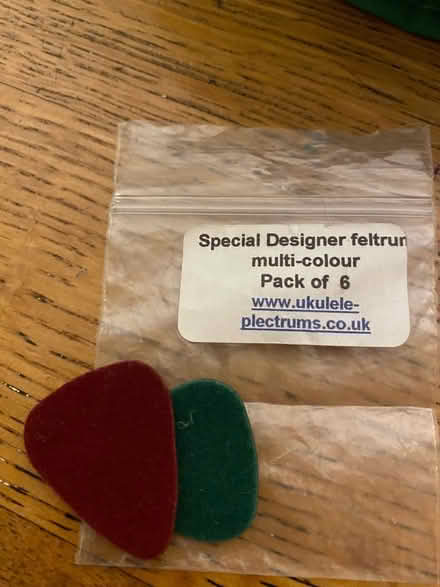 Special Designer feltrum
multi-colour
Pack of 6
www.ukulele-
plectrums.co.uk